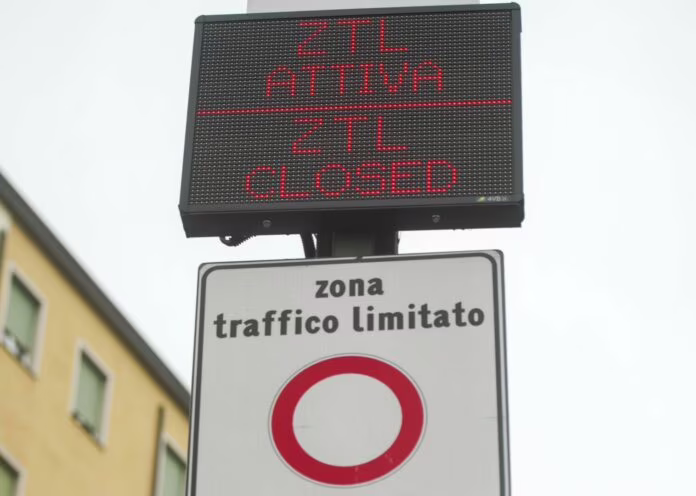 ZTL
ATTIVA
ZTL
CLOSED
zona
traffico limitato